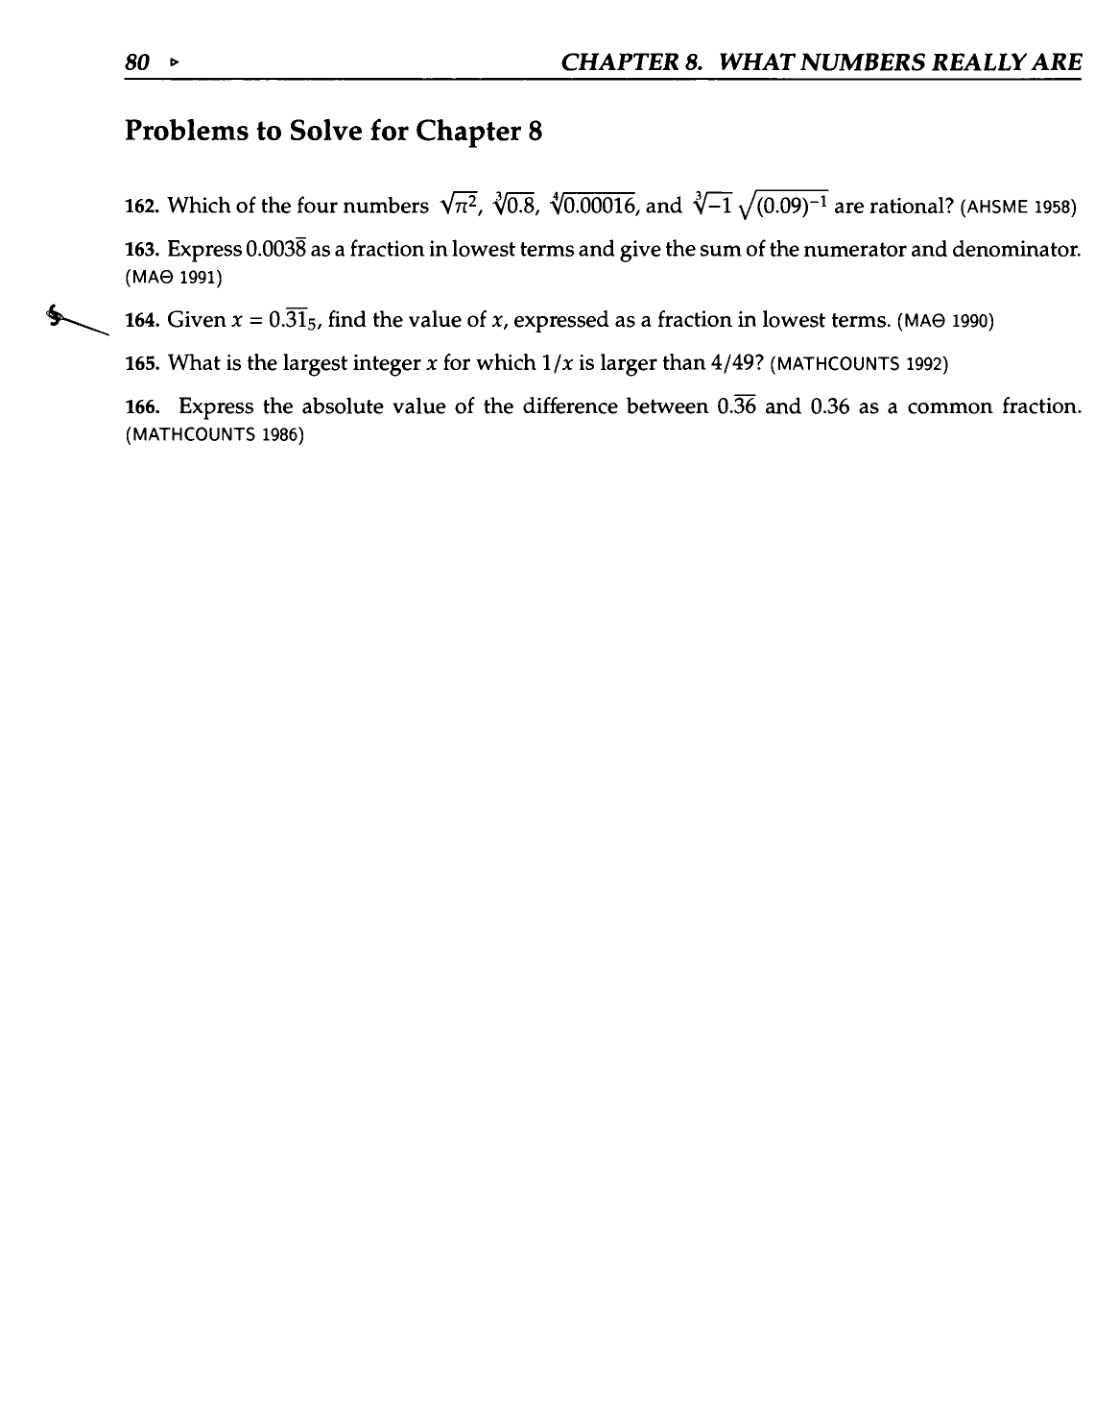 80 ▹ CHAPTER 8. WHAT NUMBERS REALLY ARE
Problems to Solve for Chapter 8
162. Which of the four numbers √π², ∛0.8, ∜0.00016, and ∛−1 √(0.09)⁻¹ are rational? (AHSME 1958)
163. Express 0.0038̅ as a fraction in lowest terms and give the sum of the numerator and denominator.
(MAΘ 1991)
164. Given x = 0.3̅1̅₅, find the value of x, expressed as a fraction in lowest terms. (MAΘ 1990)
165. What is the largest integer x for which 1/x is larger than 4/49? (MATHCOUNTS 1992)
166. Express the absolute value of the difference between 0.3̅6̅ and 0.36 as a common fraction.
(MATHCOUNTS 1986)